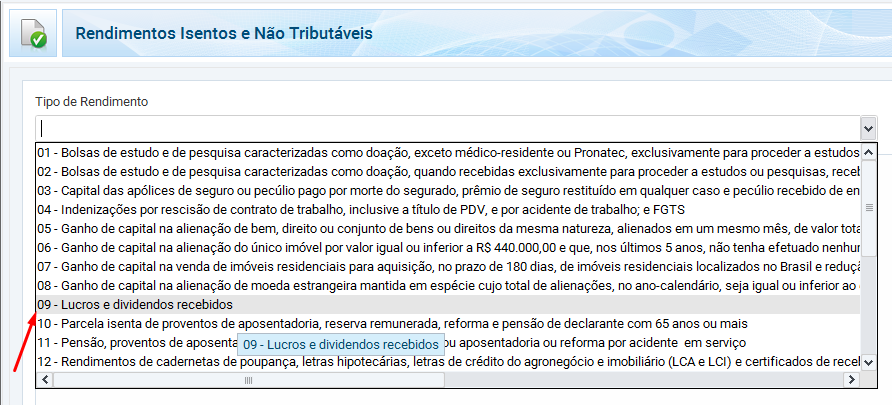 Rendimentos Isentos e Não Tributáveis
Tipo de Rendimento
01 - Bolsas de estudo e de pesquisa caracterizadas como doação, exceto médico-residente ou Pronatec, exclusivamente para proceder a estudos
02 - Bolsas de estudo e de pesquisa caracterizadas como doação, quando recebidas exclusivamente para proceder a estudos ou pesquisas, receb
03 - Capital das apólices de seguro ou pecúlio pago por morte do segurado, prêmio de seguro restituído em qualquer caso e pecúlio recebido de en
04 - Indenizações por rescisão de contrato de trabalho, inclusive a título de PDV, e por acidente de trabalho; e FGTS
05 - Ganho de capital na alienação de bem, direito ou conjunto de bens ou direitos da mesma natureza, alienados em um mesmo mês, de valor tota
06 - Ganho de capital na alienação do único imóvel por valor igual ou inferior a R$ 440.000,00 e que, nos últimos 5 anos, não tenha efetuado nenhun
07 - Ganho de capital na venda de imóveis residenciais para aquisição, no prazo de 180 dias, de imóveis residenciais localizados no Brasil e reduçã
08 - Ganho de capital na alienação de moeda estrangeira mantida em espécie cujo total de alienações, no ano-calendário, seja igual ou inferior ao
09 - Lucros e dividendos recebidos
10 - Parcela isenta de proventos de aposentadoria, reserva remunerada, reforma e pensão de declarante com 65 anos ou mais
11 - Pensão, proventos de aposenta ou aposentadoria ou reforma por acidente em serviço
09 - Lucros e dividendos recebidos
12 - Rendimentos de cadernetas de poupança, letras hipotecárias, letras de crédito do agronegócio e imobiliário (LCA e LCI) e certificados de recel